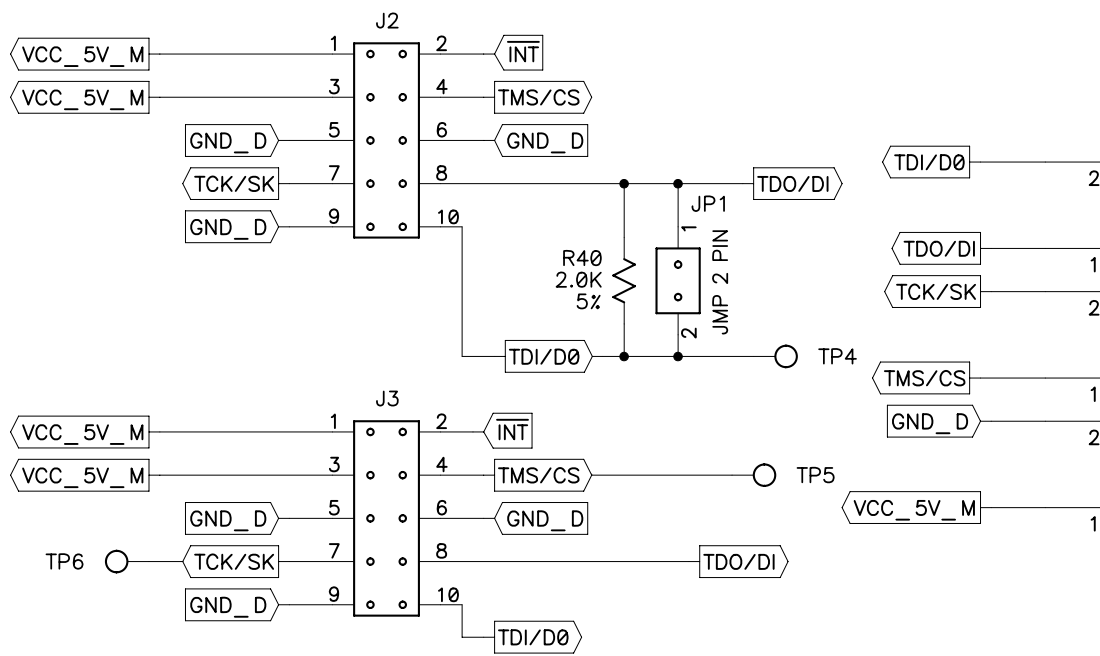 J2
VCC_5V_M 1 2 INT
VCC_5V_M 3 4 TMS/CS
GND_D 5 6 GND_D
TCK/SK 7 8 TDO/DI
GND_D 9 10
JP1
1
JMP 2 PIN
2
R40
2.0K
5%
TDI/D0 TP4
J3
VCC_5V_M 1 2 INT
VCC_5V_M 3 4 TMS/CS TP5
GND_D 5 6 GND_D
TP6 TCK/SK 7 8 TDO/DI
GND_D 9 10
TDI/D0
TDI/D0 2
TDO/DI 1
TCK/SK 2
TMS/CS 1
GND_D 2
VCC_5V_M 1